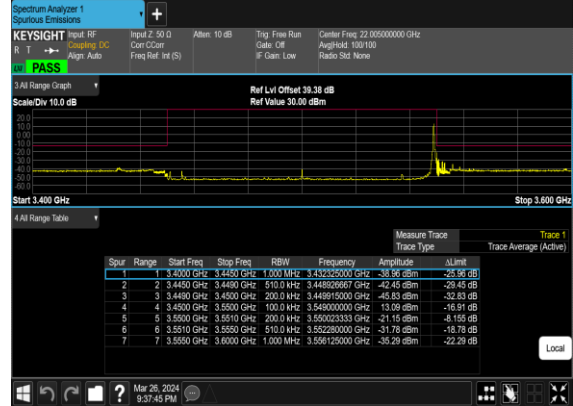 Spectrum Analyzer 1
Spurious Emissions
KEYSIGHT Input: RF Input Z: 50 Ω Atten: 10 dB Trig: Free Run Center Freq: 22.005000000 GHz
R T Coupling: DC Corr CCorr Gate: Off Avg|Hold: 100/100
Align: Auto Freq Ref: Int (S) IF Gain: Low Radio Std: None
PASS
3 All Range Graph Ref Lvl Offset 39.38 dB
Scale/Div 10.0 dB Ref Value 30.00 dBm
20.0
10.0
0.00
-10.0
-20.0
-30.0
-40.0
-50.0
-60.0
Start 3.400 GHz Stop 3.600 GHz
4 All Range Table
Measure Trace Trace 1
Trace Type Trace Average (Active)
Spur Range Start Freq Stop Freq RBW Frequency Amplitude ΔLimit
1 1 3.4000 GHz 3.4450 GHz 1.000 MHz 3.432325000 GHz -38.96 dBm -25.96 dB
2 2 3.4450 GHz 3.4490 GHz 510.0 kHz 3.448926667 GHz -42.45 dBm -29.45 dB
3 3 3.4490 GHz 3.4500 GHz 200.0 kHz 3.449915000 GHz -45.83 dBm -32.83 dB
4 4 3.4500 GHz 3.5500 GHz 100.0 kHz 3.549000000 GHz 13.09 dBm -16.91 dB
5 5 3.5500 GHz 3.5510 GHz 200.0 kHz 3.550023333 GHz -21.15 dBm -8.155 dB
6 6 3.5510 GHz 3.5550 GHz 510.0 kHz 3.552280000 GHz -31.78 dBm -18.78 dB
7 7 3.5550 GHz 3.6000 GHz 1.000 MHz 3.556125000 GHz -35.29 dBm -22.29 dB
Local
Mar 26, 2024
9:37:45 PM